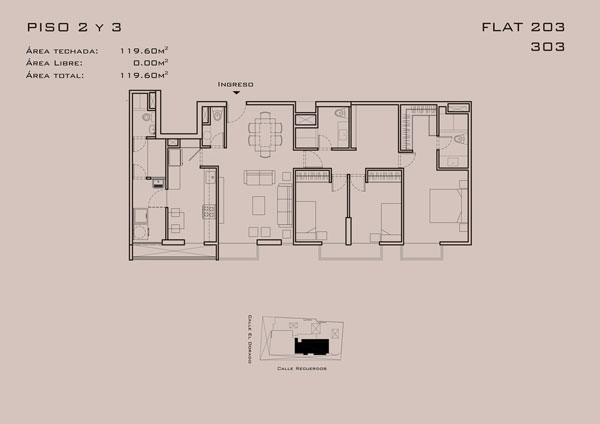 PISO 2 Y 3
FLAT 203
303
ÁREA TECHADA: 119.60M²
ÁREA LIBRE: 0.00M²
ÁREA TOTAL: 119.60M²
INGRESO
CALLE EL DORADO
CALLE RECUERDOS